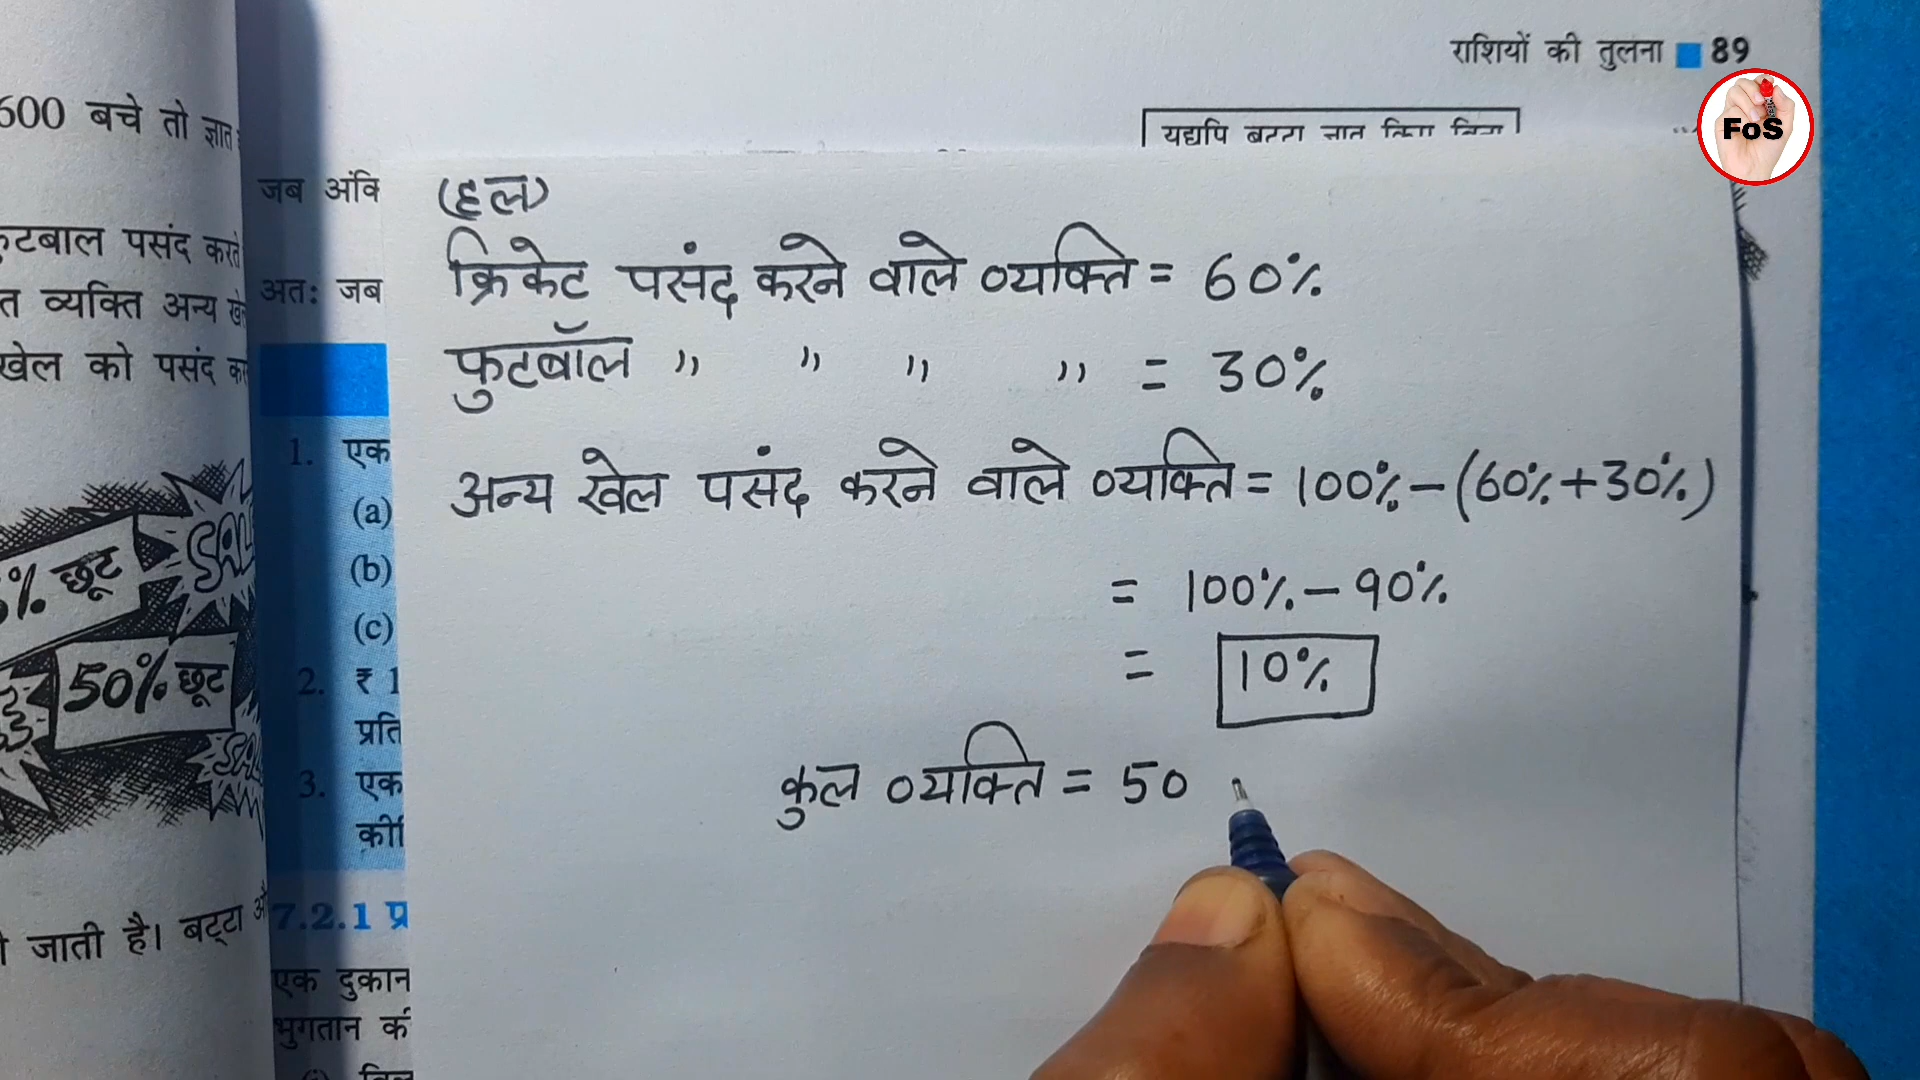 राशियों की तुलना 89
FoS
600 बचे तो ज्ञात
पसंद करते
व्यक्ति अन्य
खेल को पसंद
% छूट
50% छूट
जाती है। बट्टा
जब
अतः जब
1. एक
(a)
(b)
(c)
2. ₹ 1
3. एक
7.2.1
एक
भुगतान
यद्यपि
(हल)
क्रिकेट पसंद करने वाले व्यक्ति = 60%
फुटबॉल " " " " = 30%
अन्य खेल पसंद करने वाले व्यक्ति = 100% - (60% + 30%)
= 100% - 90%
= 10%
कुल व्यक्ति = 50